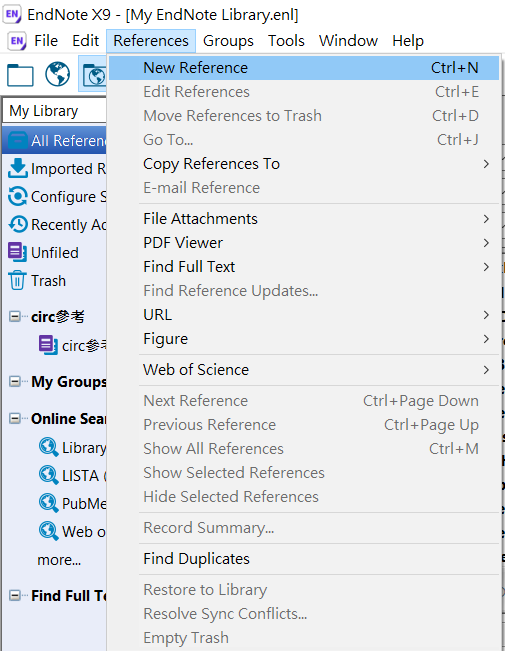 EN EndNote X9 - [My EndNote Library.enl]
EN File Edit References Groups Tools Window Help
New Reference Ctrl+N
Edit References Ctrl+E
Move References to Trash Ctrl+D
Go To... Ctrl+J
Copy References To
E-mail Reference
File Attachments
PDF Viewer
Find Full Text
Find Reference Updates...
URL
Figure
Web of Science
Next Reference Ctrl+Page Down
Previous Reference Ctrl+Page Up
Show All References Ctrl+M
Show Selected References
Hide Selected References
Record Summary...
Find Duplicates
Restore to Library
Resolve Sync Conflicts...
Empty Trash
My Library
All Referenc
Imported R
Configure S
Recently Ad
Unfiled
Trash
circ參考
circ參考
My Groups
Online Sear
Library
LISTA (
PubMe
Web o
more...
Find Full Te